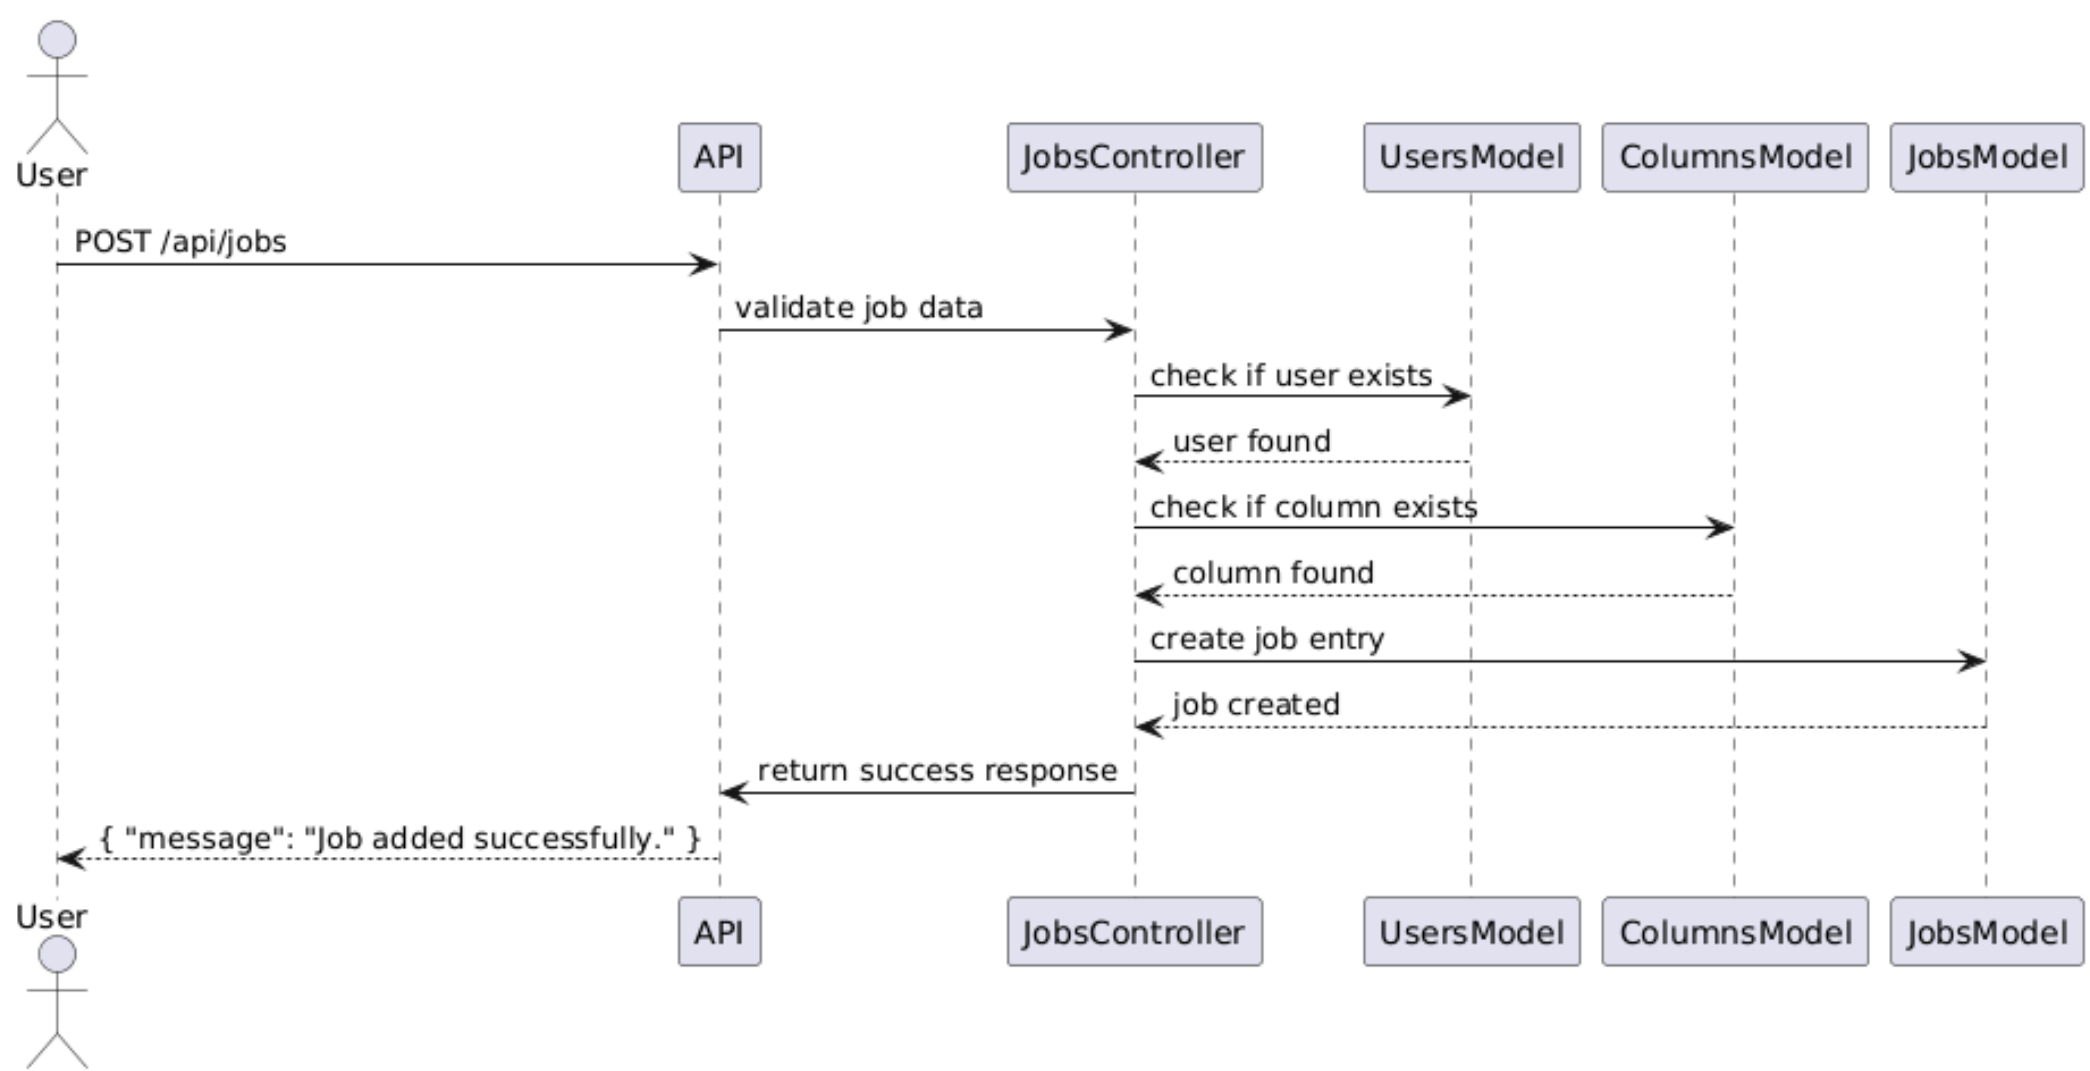 User
API
JobsController
UsersModel
ColumnsModel
JobsModel
POST /api/jobs
validate job data
check if user exists
user found
check if column exists
column found
create job entry
job created
return success response
{ "message": "Job added successfully." }
User
API
JobsController
UsersModel
ColumnsModel
JobsModel